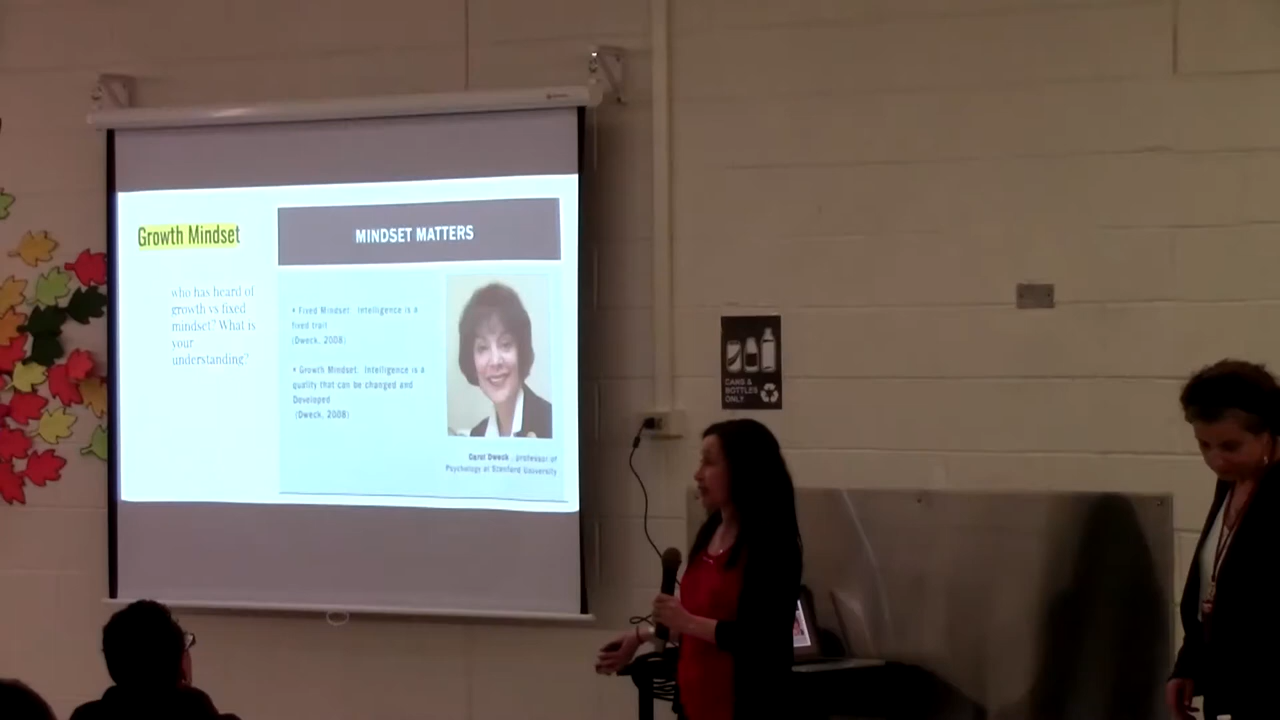 Growth Mindset
who has heard of
growth vs fixed
mindset? What is
your
understanding?
MINDSET MATTERS
• Fixed Mindset: Intelligence is a
fixed trait
(Dweck, 2008)
• Growth Mindset: Intelligence is a
quality that can be changed and
Developed
(Dweck, 2008)
Carol Dweck : professor of
Psychology at Stanford University
CANS &
BOTTLES
ONLY